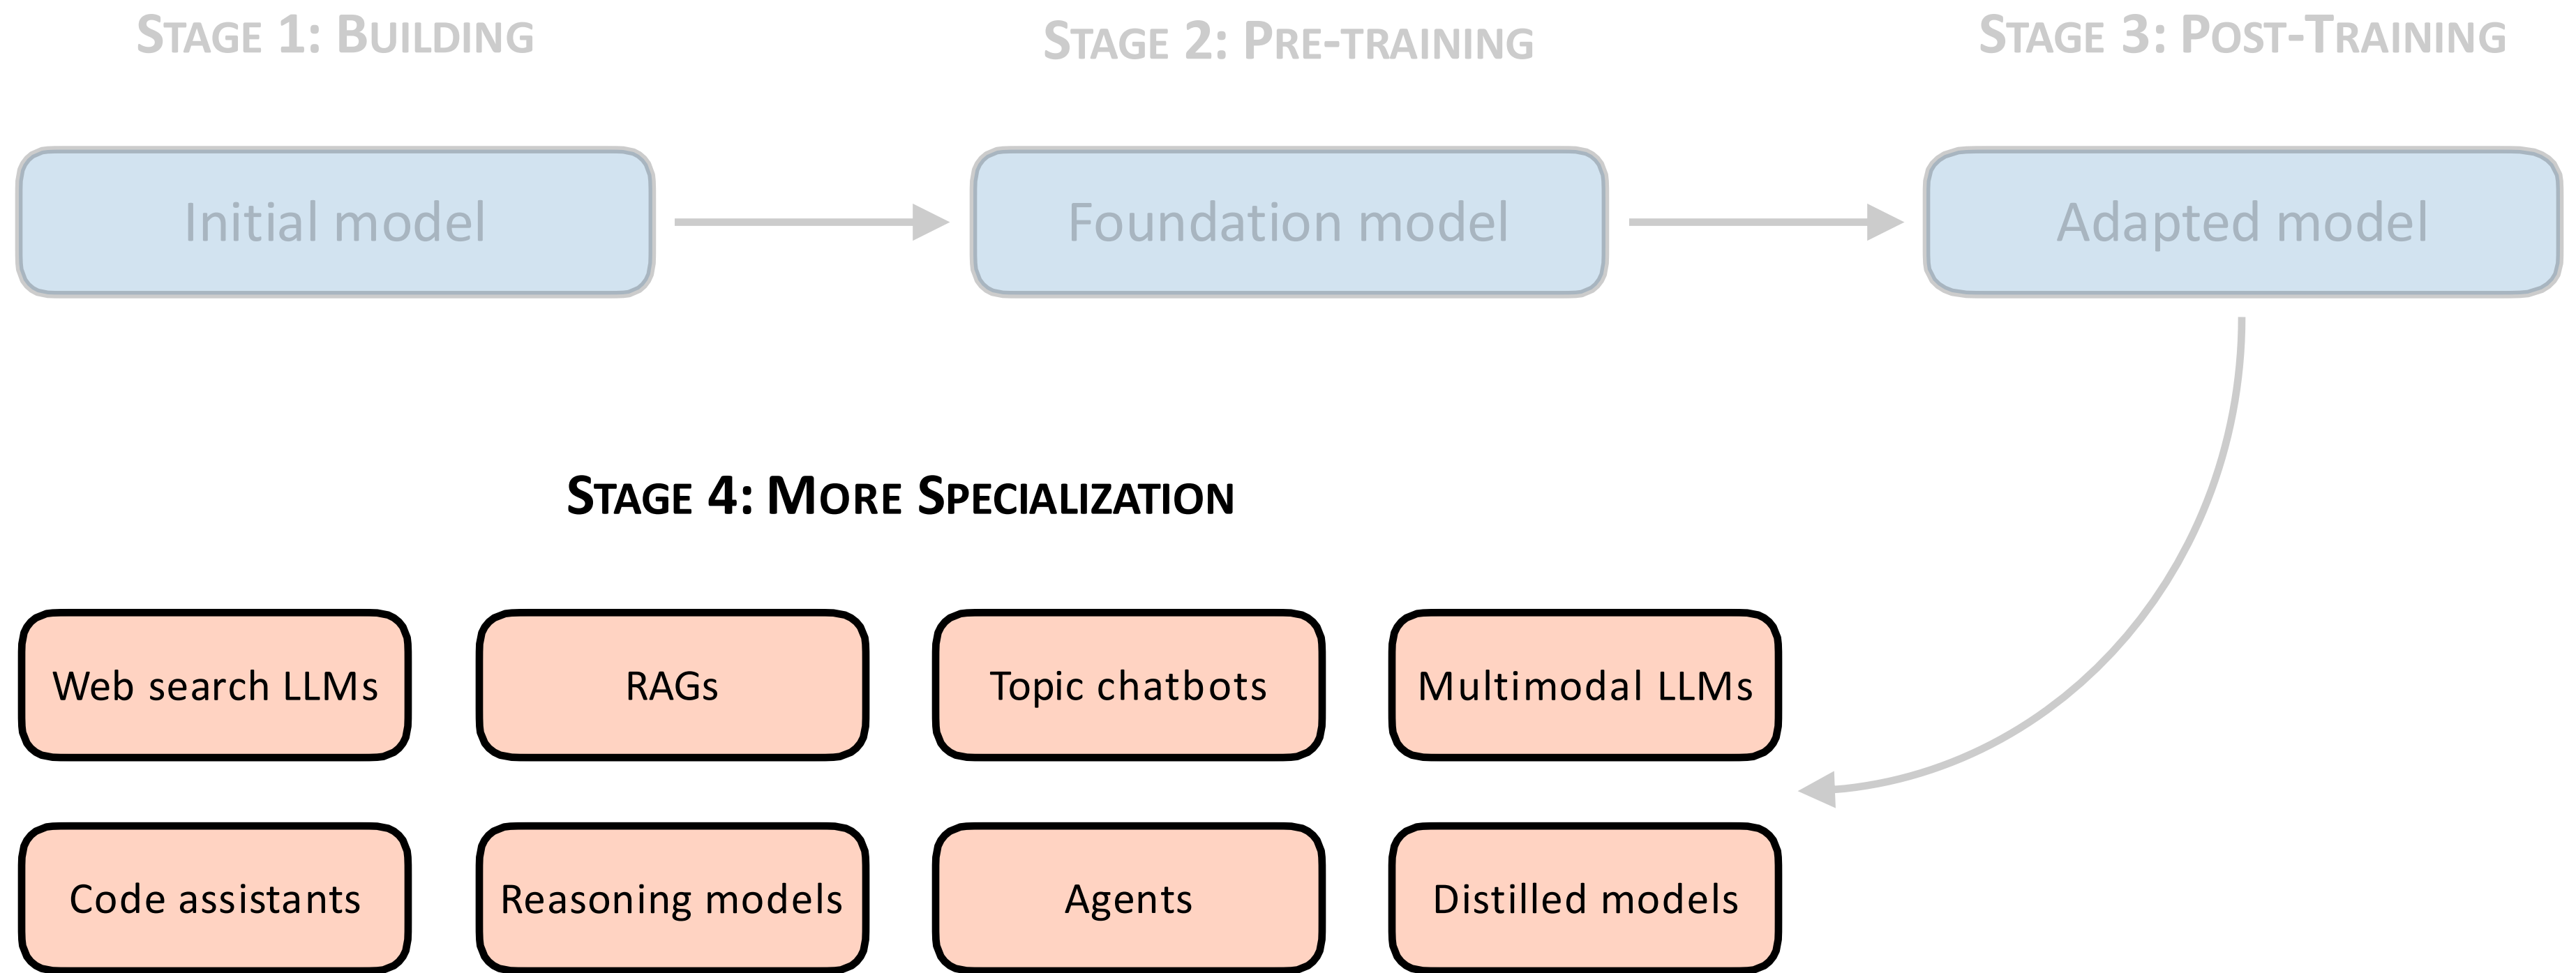 STAGE 1: BUILDING
STAGE 2: PRE-TRAINING
STAGE 3: POST-TRAINING
Initial model
Foundation model
Adapted model
STAGE 4: MORE SPECIALIZATION
Web search LLMs
RAGs
Topic chatbots
Multimodal LLMs
Code assistants
Reasoning models
Agents
Distilled models